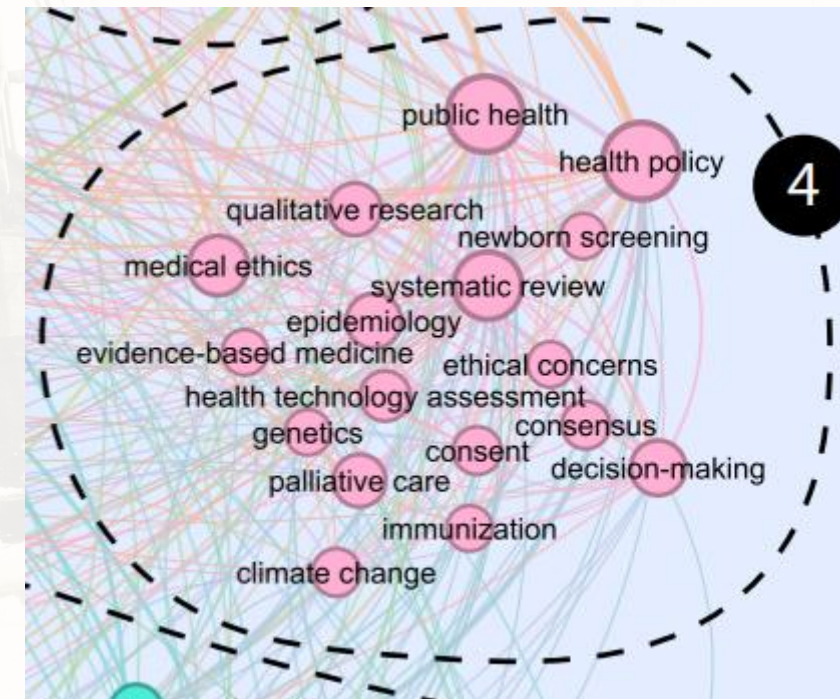 public health
health policy
4
qualitative research
newborn screening
medical ethics
systematic review
epidemiology
evidence-based medicine
ethical concerns
health technology assessment
consensus
genetics
consent
decision-making
palliative care
immunization
climate change